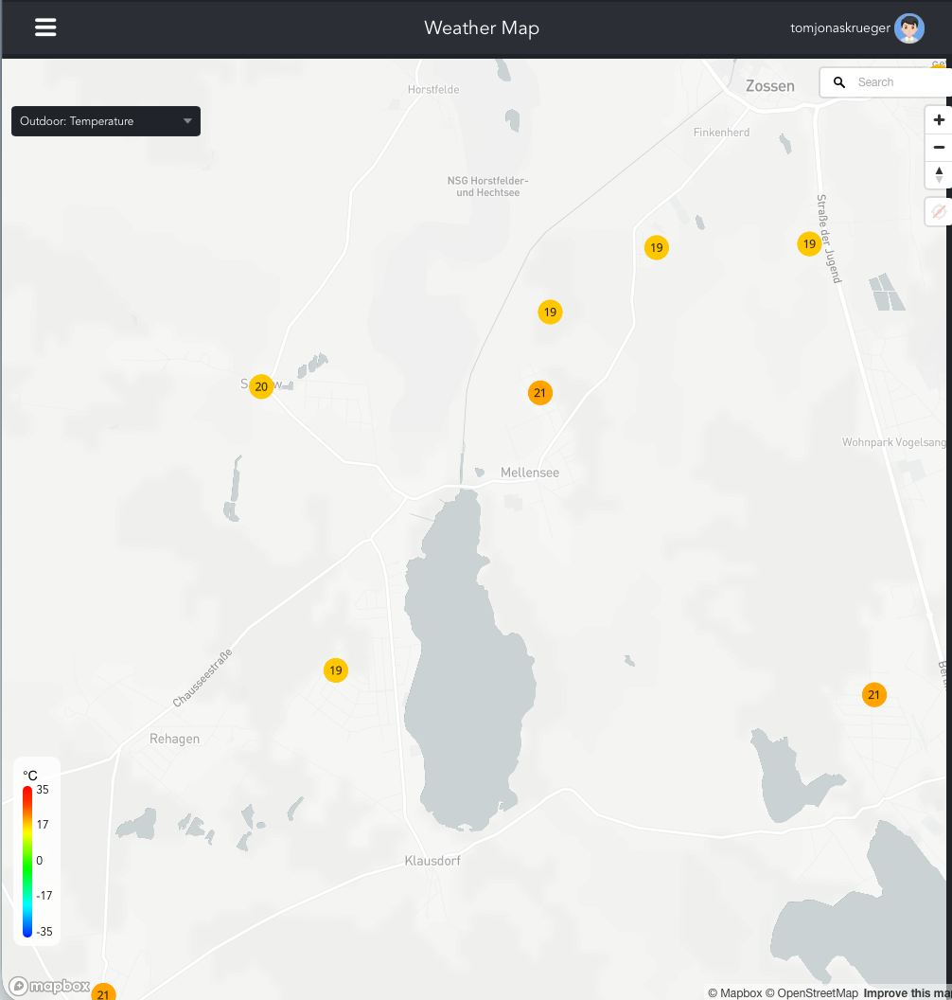 Weather Map
tomjonaskrueger
Search
Outdoor: Temperature
Horstfelde
Zossen
Finkenherd
NSG Horstfelder-
und Hechtsee
Straße der Jugend
19
19
19
20
21
Wohnpark Vogelsang
Mellensee
19
Chausseestraße
21
Rehagen
°C
35
17
0
-17
-35
Klausdorf
mapbox
21
© Mapbox © OpenStreetMap Improve this ma